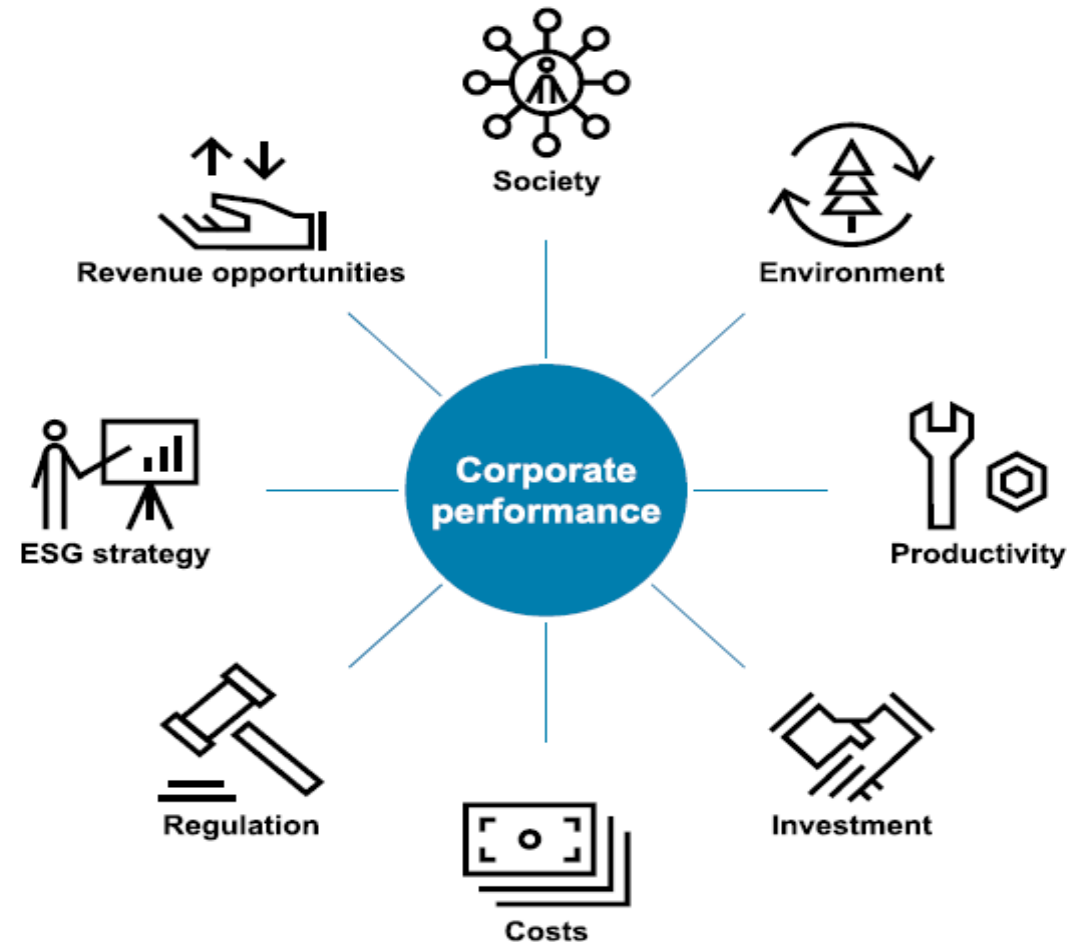 Society
Revenue opportunities
Environment
Corporate
performance
ESG strategy
Productivity
Regulation
Investment
Costs